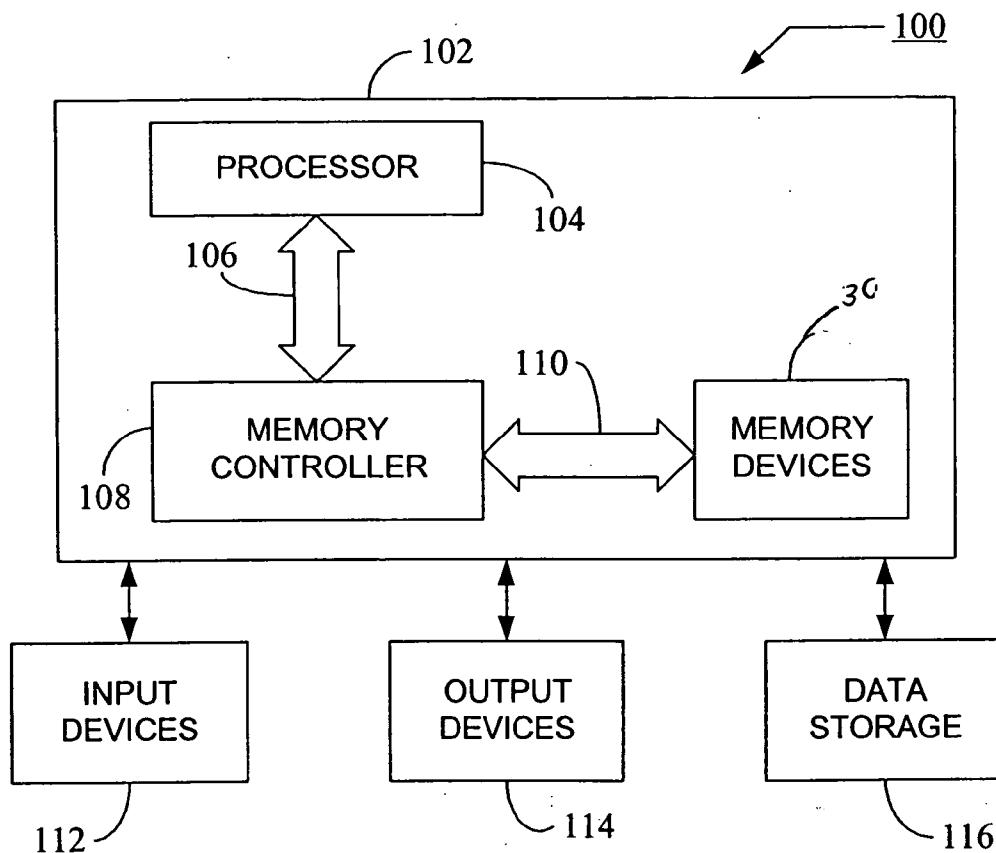 100
102
PROCESSOR
104
106
30
110
MEMORY
CONTROLLER
MEMORY
DEVICES
108
INPUT
DEVICES
OUTPUT
DEVICES
DATA
STORAGE
112
114
116